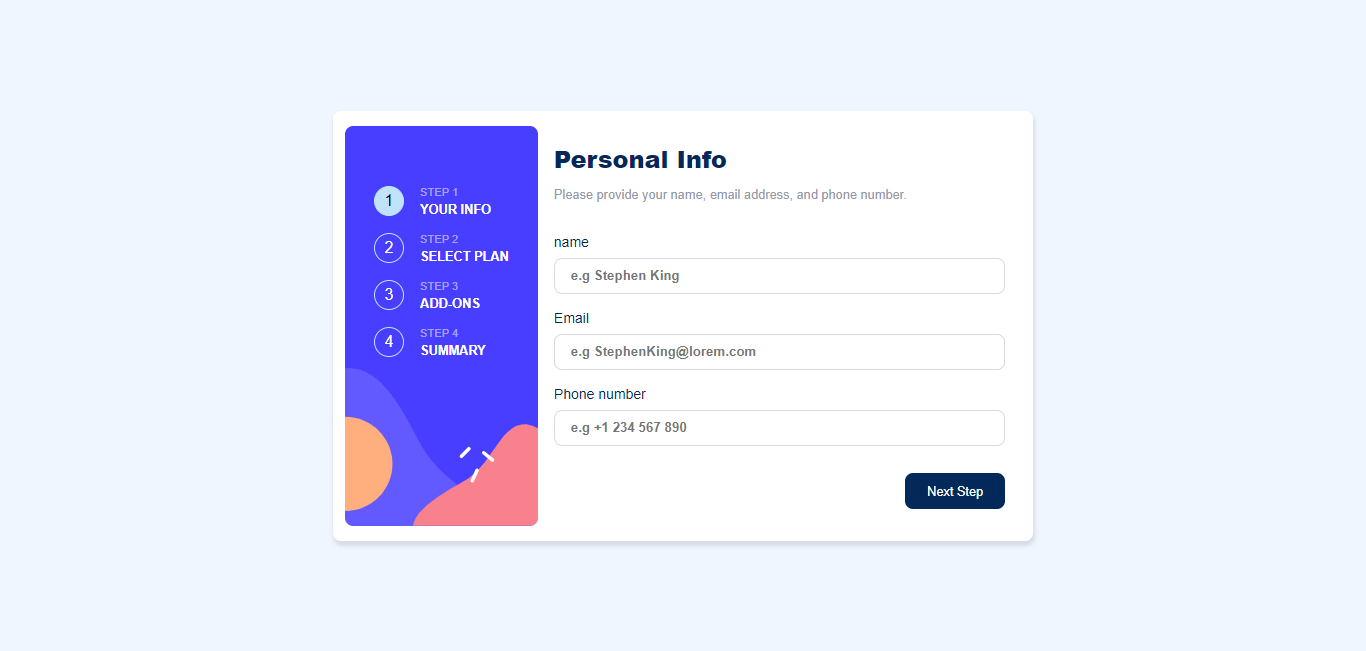 1
STEP 1
YOUR INFO
2
STEP 2
SELECT PLAN
3
STEP 3
ADD-ONS
4
STEP 4
SUMMARY
Personal Info
Please provide your name, email address, and phone number.
name
e.g Stephen King
Email
e.g StephenKing@lorem.com
Phone number
e.g +1 234 567 890
Next Step